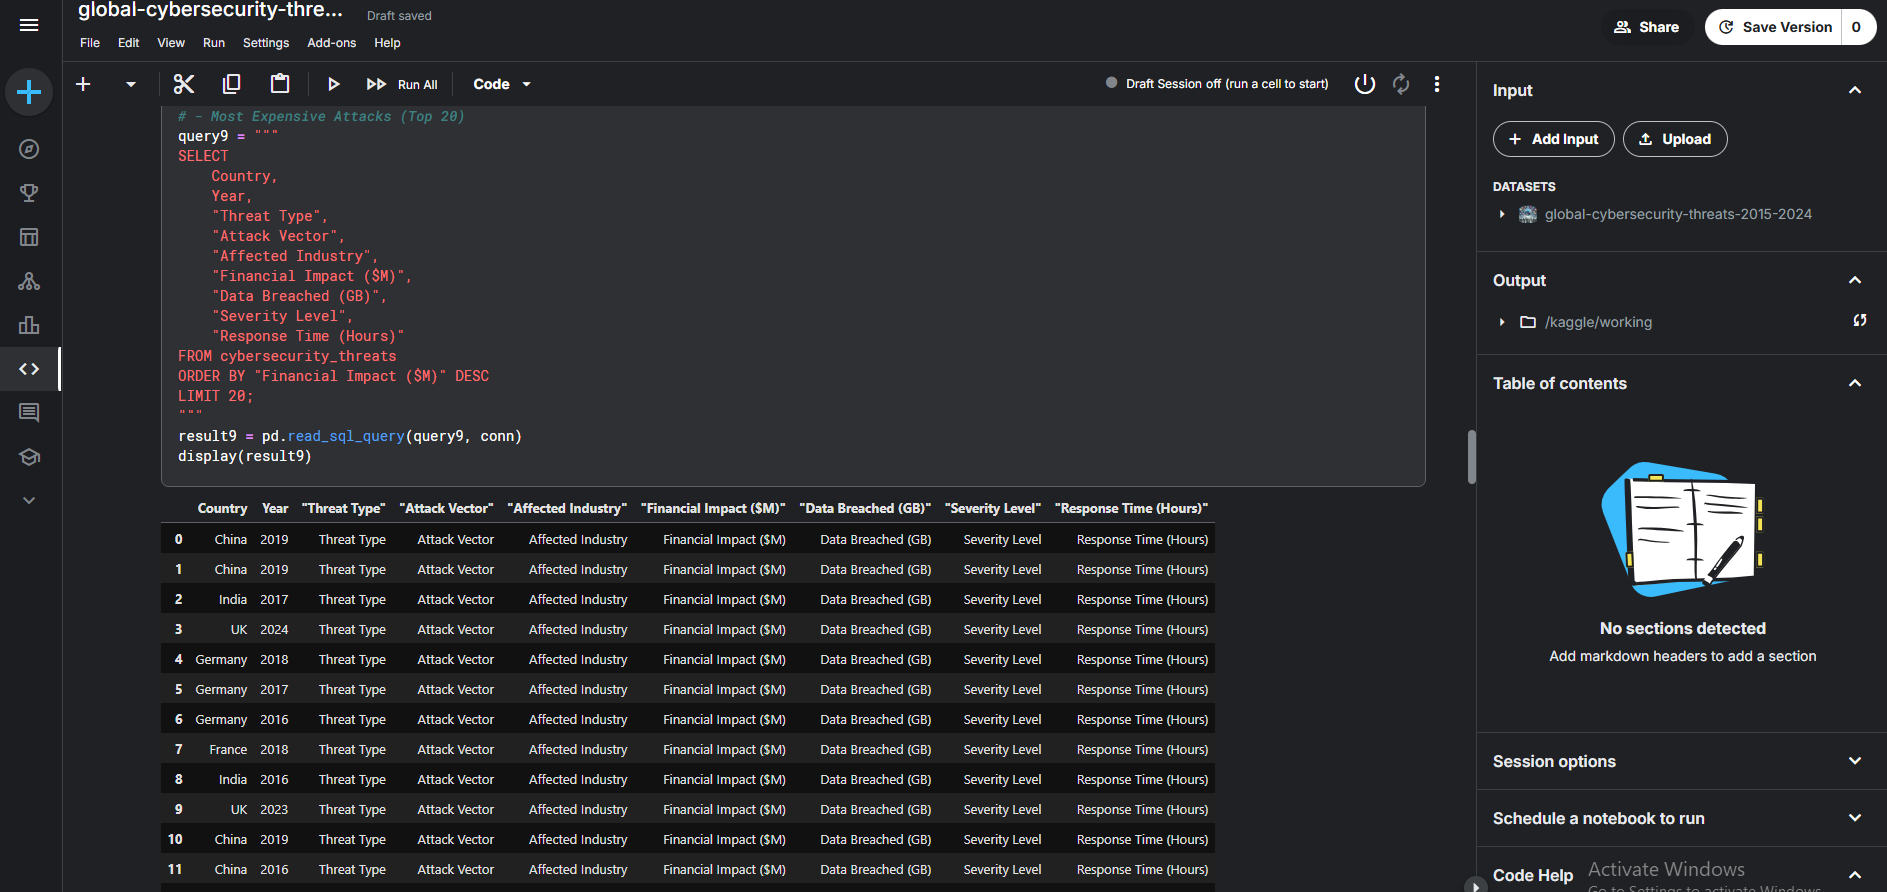 global-cybersecurity-thre...
Draft saved
File Edit View Run Settings Add-ons Help
Share
Save Version 0
Run All
Code
Draft Session off (run a cell to start)
# - Most Expensive Attacks (Top 20)
query9 = """
SELECT
    Country,
    Year,
    "Threat Type",
    "Attack Vector",
    "Affected Industry",
    "Financial Impact ($M)",
    "Data Breached (GB)",
    "Severity Level",
    "Response Time (Hours)"
FROM cybersecurity_threats
ORDER BY "Financial Impact ($M)" DESC
LIMIT 20;
"""
result9 = pd.read_sql_query(query9, conn)
display(result9)
Country Year "Threat Type" "Attack Vector" "Affected Industry" "Financial Impact ($M)" "Data Breached (GB)" "Severity Level" "Response Time (Hours)"
0 China 2019 Threat Type Attack Vector Affected Industry Financial Impact ($M) Data Breached (GB) Severity Level Response Time (Hours)
1 China 2019 Threat Type Attack Vector Affected Industry Financial Impact ($M) Data Breached (GB) Severity Level Response Time (Hours)
2 India 2017 Threat Type Attack Vector Affected Industry Financial Impact ($M) Data Breached (GB) Severity Level Response Time (Hours)
3 UK 2024 Threat Type Attack Vector Affected Industry Financial Impact ($M) Data Breached (GB) Severity Level Response Time (Hours)
4 Germany 2018 Threat Type Attack Vector Affected Industry Financial Impact ($M) Data Breached (GB) Severity Level Response Time (Hours)
5 Germany 2017 Threat Type Attack Vector Affected Industry Financial Impact ($M) Data Breached (GB) Severity Level Response Time (Hours)
6 Germany 2016 Threat Type Attack Vector Affected Industry Financial Impact ($M) Data Breached (GB) Severity Level Response Time (Hours)
7 France 2018 Threat Type Attack Vector Affected Industry Financial Impact ($M) Data Breached (GB) Severity Level Response Time (Hours)
8 India 2016 Threat Type Attack Vector Affected Industry Financial Impact ($M) Data Breached (GB) Severity Level Response Time (Hours)
9 UK 2023 Threat Type Attack Vector Affected Industry Financial Impact ($M) Data Breached (GB) Severity Level Response Time (Hours)
10 China 2019 Threat Type Attack Vector Affected Industry Financial Impact ($M) Data Breached (GB) Severity Level Response Time (Hours)
11 China 2016 Threat Type Attack Vector Affected Industry Financial Impact ($M) Data Breached (GB) Severity Level Response Time (Hours)
Input
Add Input Upload
DATASETS
global-cybersecurity-threats-2015-2024
Output
/kaggle/working
Table of contents
No sections detected
Add markdown headers to add a section
Session options
Schedule a notebook to run
Code Help
Activate Windows
Go to Settings to activate Windows.